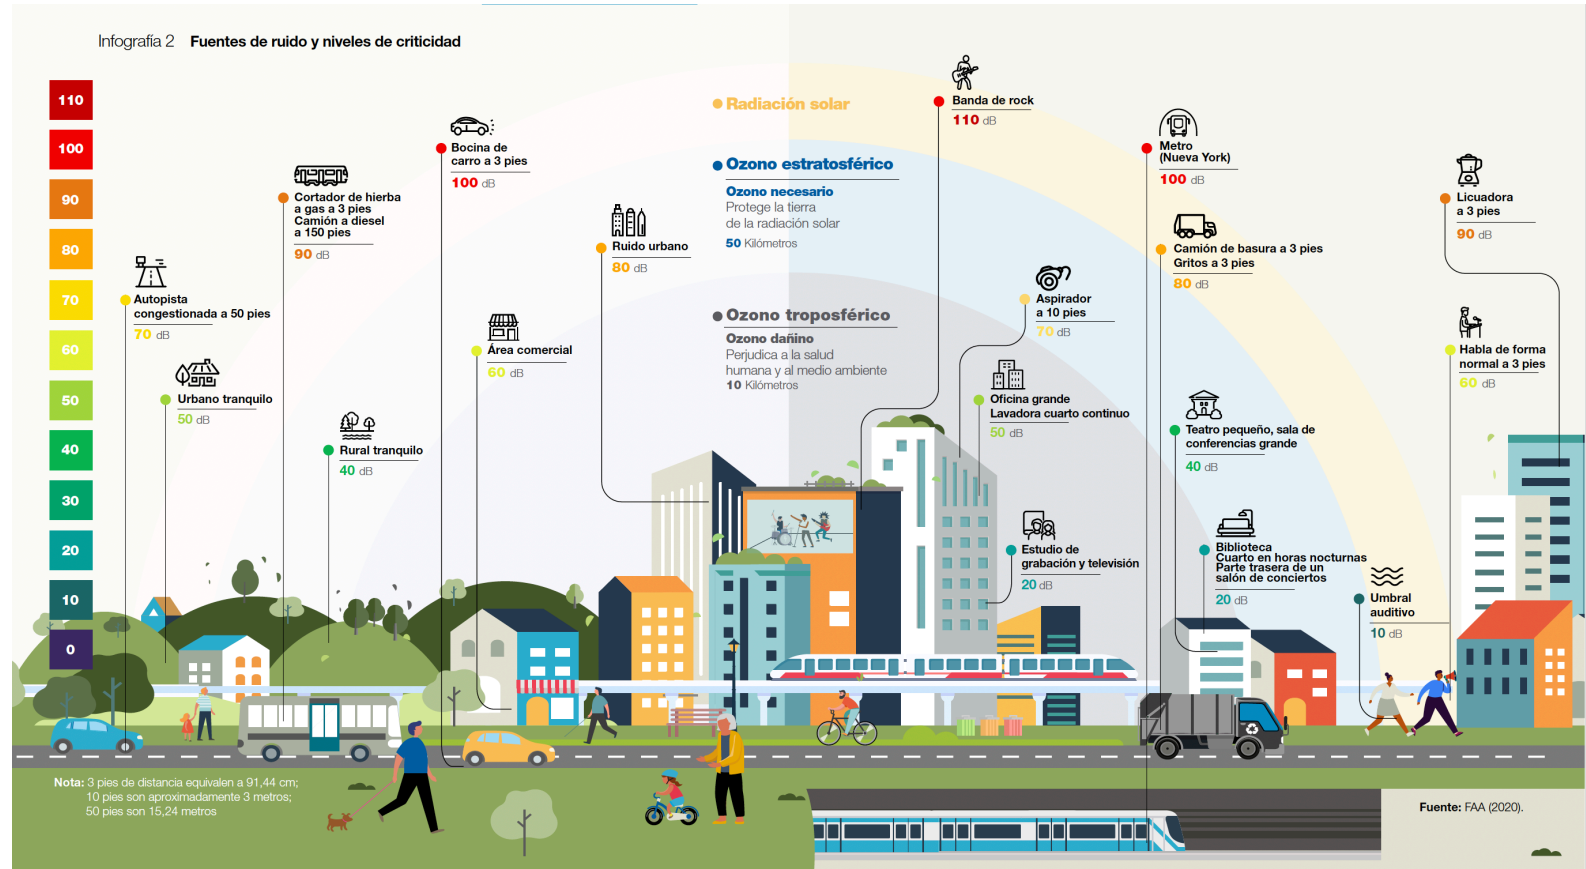 Infografía 2 Fuentes de ruido y niveles de criticidad
110
100
90
80
70
60
50
40
30
20
10
0
Autopista
congestionada a 50 pies
70 dB
Urbano tranquilo
50 dB
Cortador de hierba
a gas a 3 pies
Camión a diesel
a 150 pies
90 dB
Rural tranquilo
40 dB
Bocina de
carro a 3 pies
100 dB
Área comercial
60 dB
Ruido urbano
80 dB
Radiación solar
Ozono estratosférico
Ozono necesario
Protege la tierra
de la radiación solar
50 Kilómetros
Ozono troposférico
Ozono dañino
Perjudica a la salud
humana y al medio ambiente
10 Kilómetros
Banda de rock
110 dB
Aspirador
a 10 pies
70 dB
Oficina grande
Lavadora cuarto continuo
50 dB
Estudio de
grabación y televisión
20 dB
Metro
(Nueva York)
100 dB
Camión de basura a 3 pies
Gritos a 3 pies
80 dB
Teatro pequeño, sala de
conferencias grande
40 dB
Biblioteca
Cuarto en horas nocturnas
Parte trasera de un
salón de conciertos
20 dB
Umbral
auditivo
10 dB
Licuadora
a 3 pies
90 dB
Habla de forma
normal a 3 pies
60 dB
Nota: 3 pies de distancia equivalen a 91,44 cm;
10 pies son aproximadamente 3 metros;
50 pies son 15,24 metros
Fuente: FAA (2020).